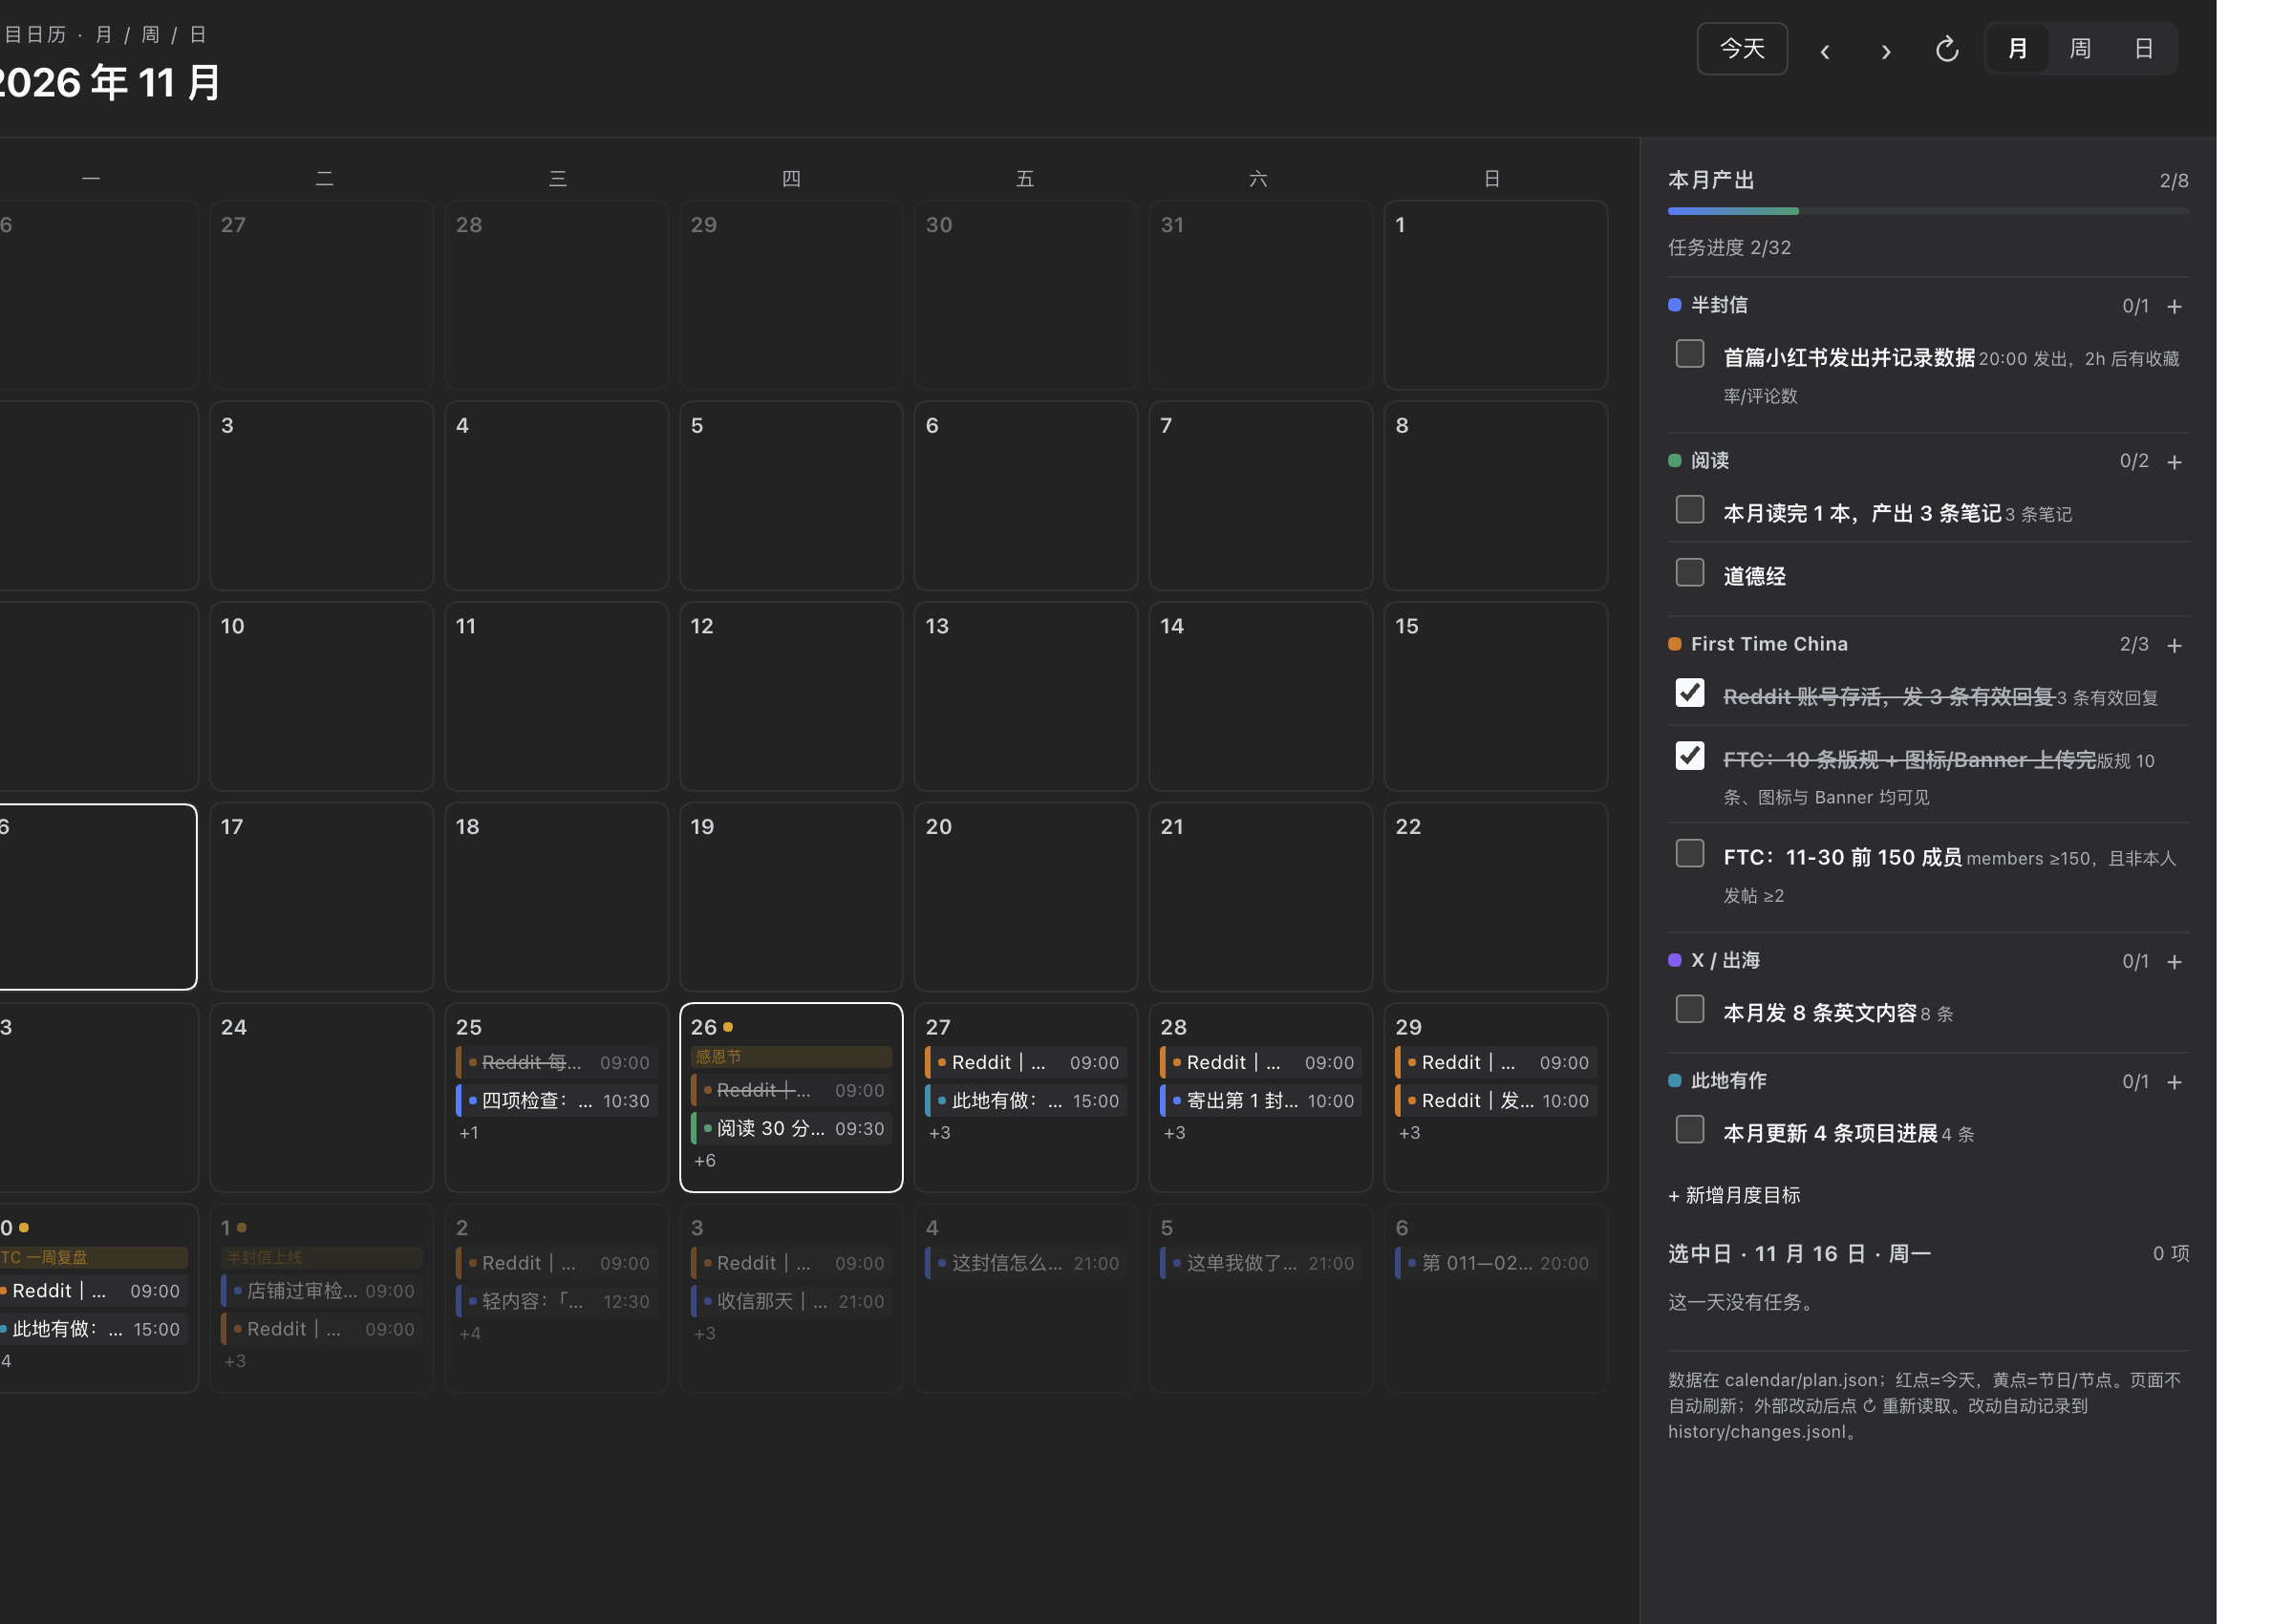 目日历 · 月 / 周 / 日
2026 年 11 月
今天 ‹ › ↻ 月 周 日
一 二 三 四 五 六 日
6 27 28 29 30 31 1
3 4 5 6 7 8
10 11 12 13 14 15
6 17 18 19 20 21 22
3 24
25
Reddit 每... 09:00
四项检查：... 10:30
+1
26
感恩节
Reddit｜... 09:00
阅读 30 分... 09:30
+6
27
Reddit｜... 09:00
此地有做：... 15:00
+3
28
Reddit｜... 09:00
寄出第 1 封... 10:00
+3
29
Reddit｜... 09:00
Reddit｜发... 10:00
+3
0
TC 一周复盘
Reddit｜... 09:00
此地有做：... 15:00
4
1
半封信上线
店铺过审检... 09:00
Reddit｜... 09:00
+3
2
Reddit｜... 09:00
轻内容：「... 12:30
+4
3
Reddit｜... 09:00
收信那天｜... 21:00
+3
4
这封信怎么... 21:00
5
这单我做了... 21:00
6
第 011—02... 20:00
本月产出 2/8
任务进度 2/32
半封信 0/1 +
首篇小红书发出并记录数据 20:00 发出，2h 后有收藏
率/评论数
阅读 0/2 +
本月读完 1 本，产出 3 条笔记 3 条笔记
道德经
First Time China 2/3 +
Reddit 账号存活，发 3 条有效回复 3 条有效回复
FTC：10 条版规 + 图标/Banner 上传完 版规 10
条、图标与 Banner 均可见
FTC：11-30 前 150 成员 members ≥150，且非本人
发帖 ≥2
X / 出海 0/1 +
本月发 8 条英文内容 8 条
此地有作 0/1 +
本月更新 4 条项目进展 4 条
+ 新增月度目标
选中日 · 11 月 16 日 · 周一 0 项
这一天没有任务。
数据在 calendar/plan.json；红点=今天，黄点=节日/节点。页面不
自动刷新；外部改动后点 ↻ 重新读取。改动自动记录到
history/changes.jsonl。